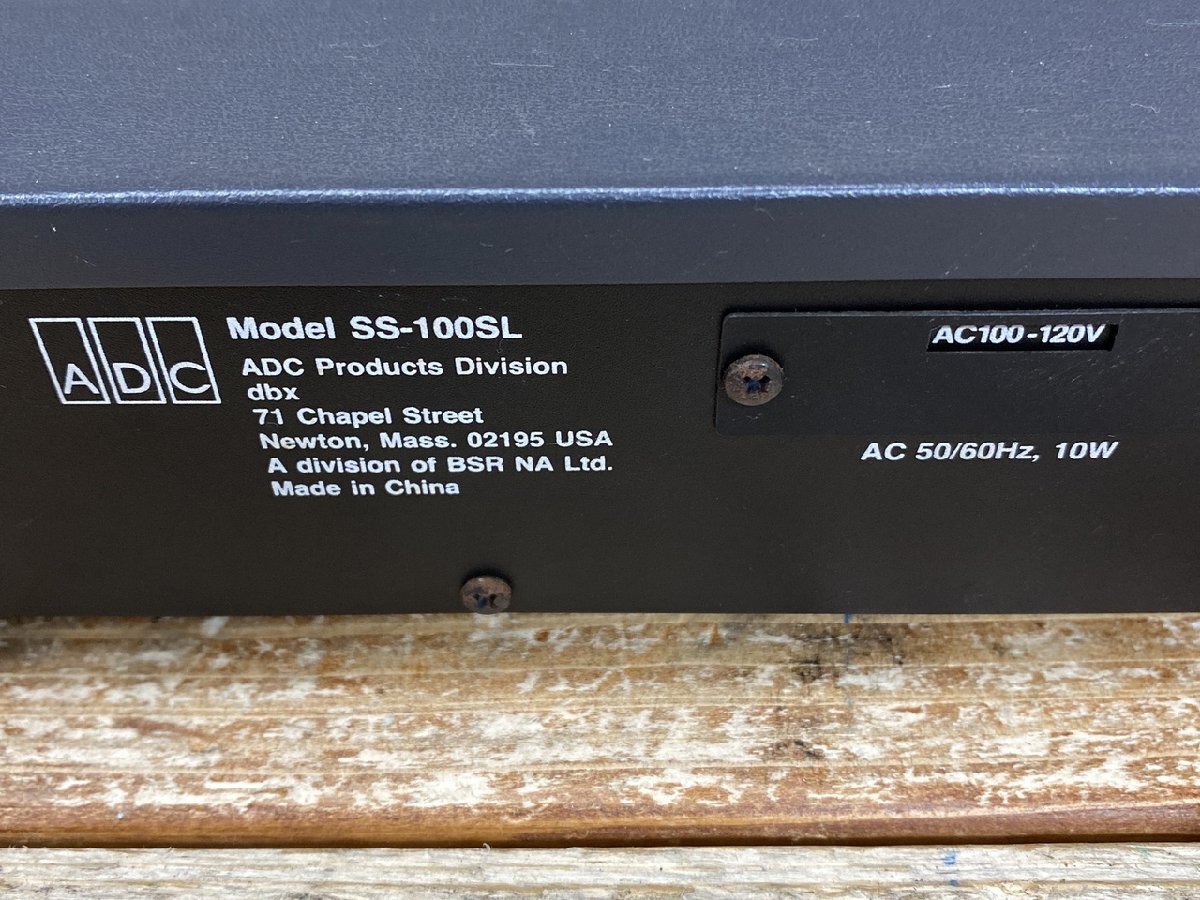 ADC
Model SS-100SL
ADC Products Division
dbx
71 Chapel Street
Newton, Mass. 02195 USA
A division of BSR NA Ltd.
Made in China
AC100-120V
AC 50/60Hz, 10W